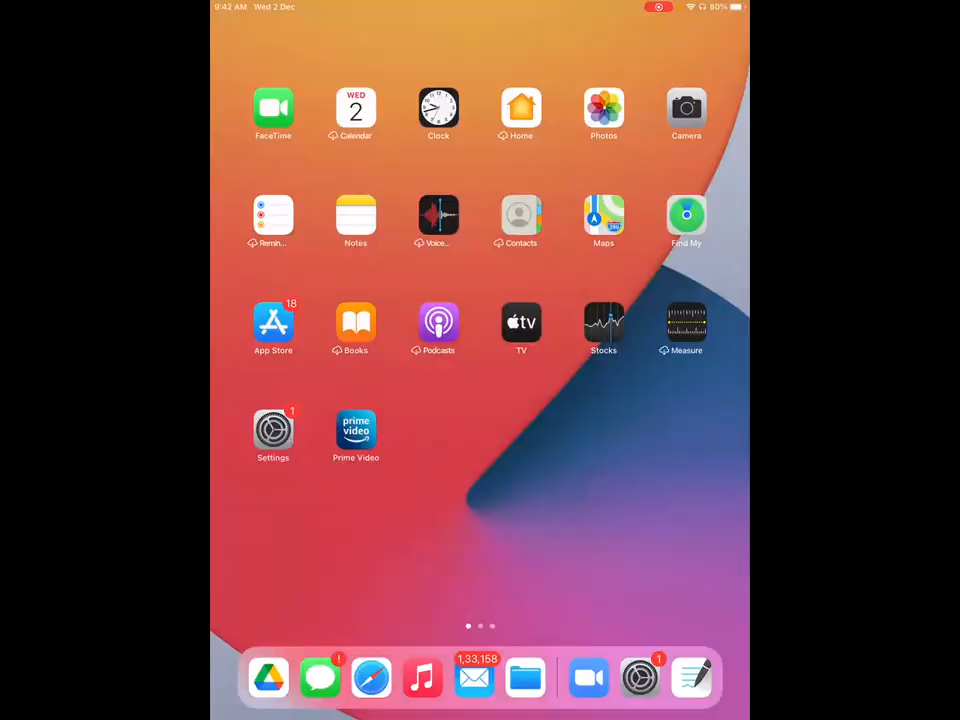 9:42 AM Wed 2 Dec 80%
FaceTime
WED
2
Calendar
Clock
Home
Photos
Camera
Remin...
Notes
Voice...
Contacts
Maps
Find My
18
App Store
Books
Podcasts
tv
TV
Stocks
Measure
1
Settings
prime
video
Prime Video
!
1,33,158
1